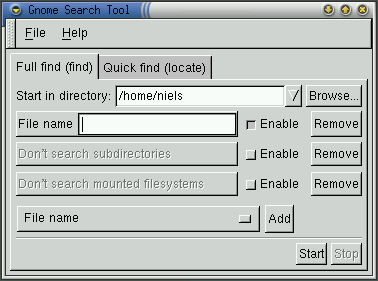 Gnome Search Tool
File Help
Full find (find) Quick find (locate)
Start in directory: /home/niels Browse...
File name Enable Remove
Don't search subdirectories Enable Remove
Don't search mounted filesystems Enable Remove
File name Add
Start Stop